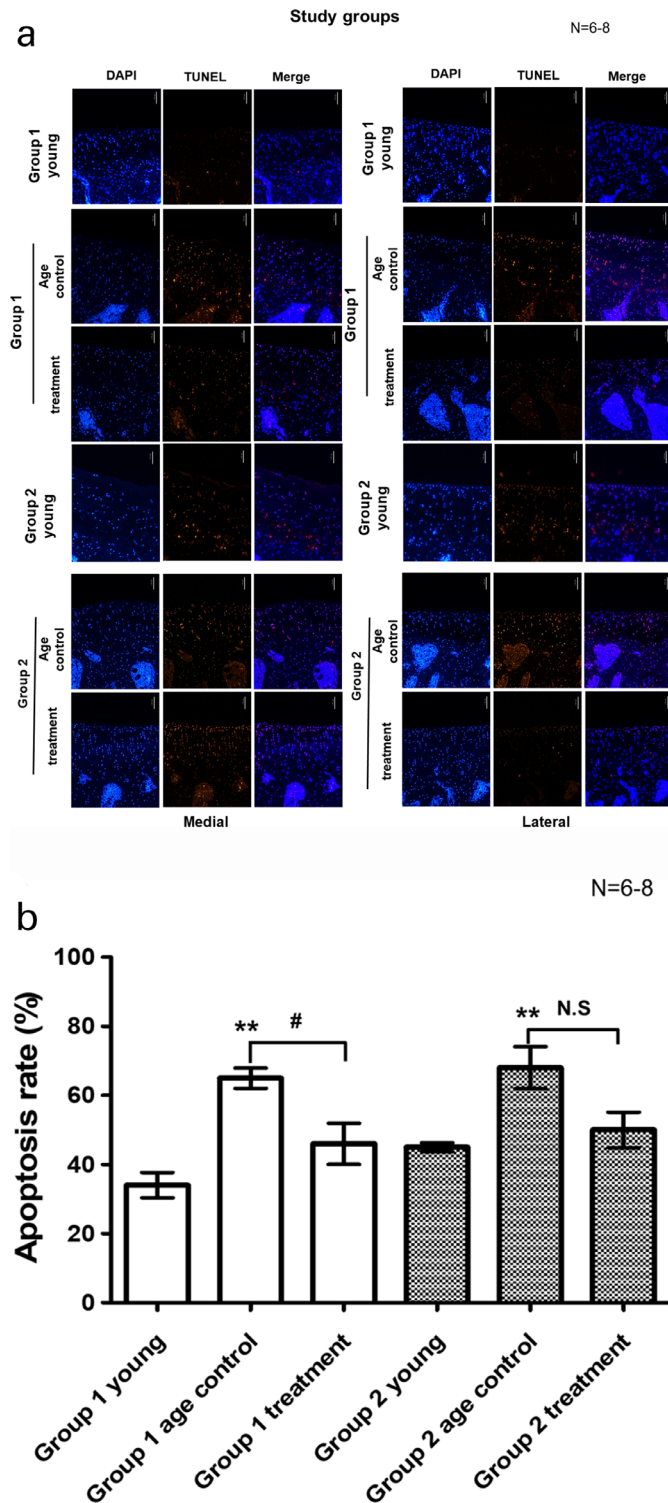 Study groups
a
N=6-8
DAPI TUNEL Merge
DAPI TUNEL Merge
Group 1
young
Group 1
Age
control
treatment
Group 2
young
Group 2
Age
control
treatment
Group 1
young
Group 1
Age
control
treatment
Group 2
young
Group 2
Age
control
treatment
Medial
Lateral
N=6-8
b
Apoptosis rate (%)
100
80
60
40
20
0
**
#
**
N.S
Group 1 young
Group 1 age control
Group 1 treatment
Group 2 young
Group 2 age control
Group 2 treatment